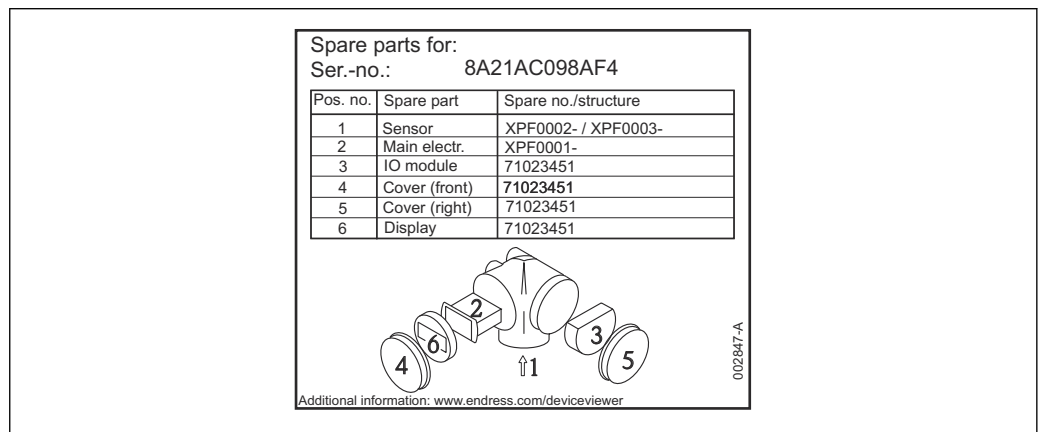 Spare parts for:
Ser.-no.: 8A21AC098AF4
Pos. no. Spare part Spare no./structure
1 Sensor XPF0002- / XPF0003-
2 Main electr. XPF0001-
3 IO module 71023451
4 Cover (front) 71023451
5 Cover (right) 71023451
6 Display 71023451
2
6
3
4
1
5
002847-A
Additional information: www.endress.com/deviceviewer